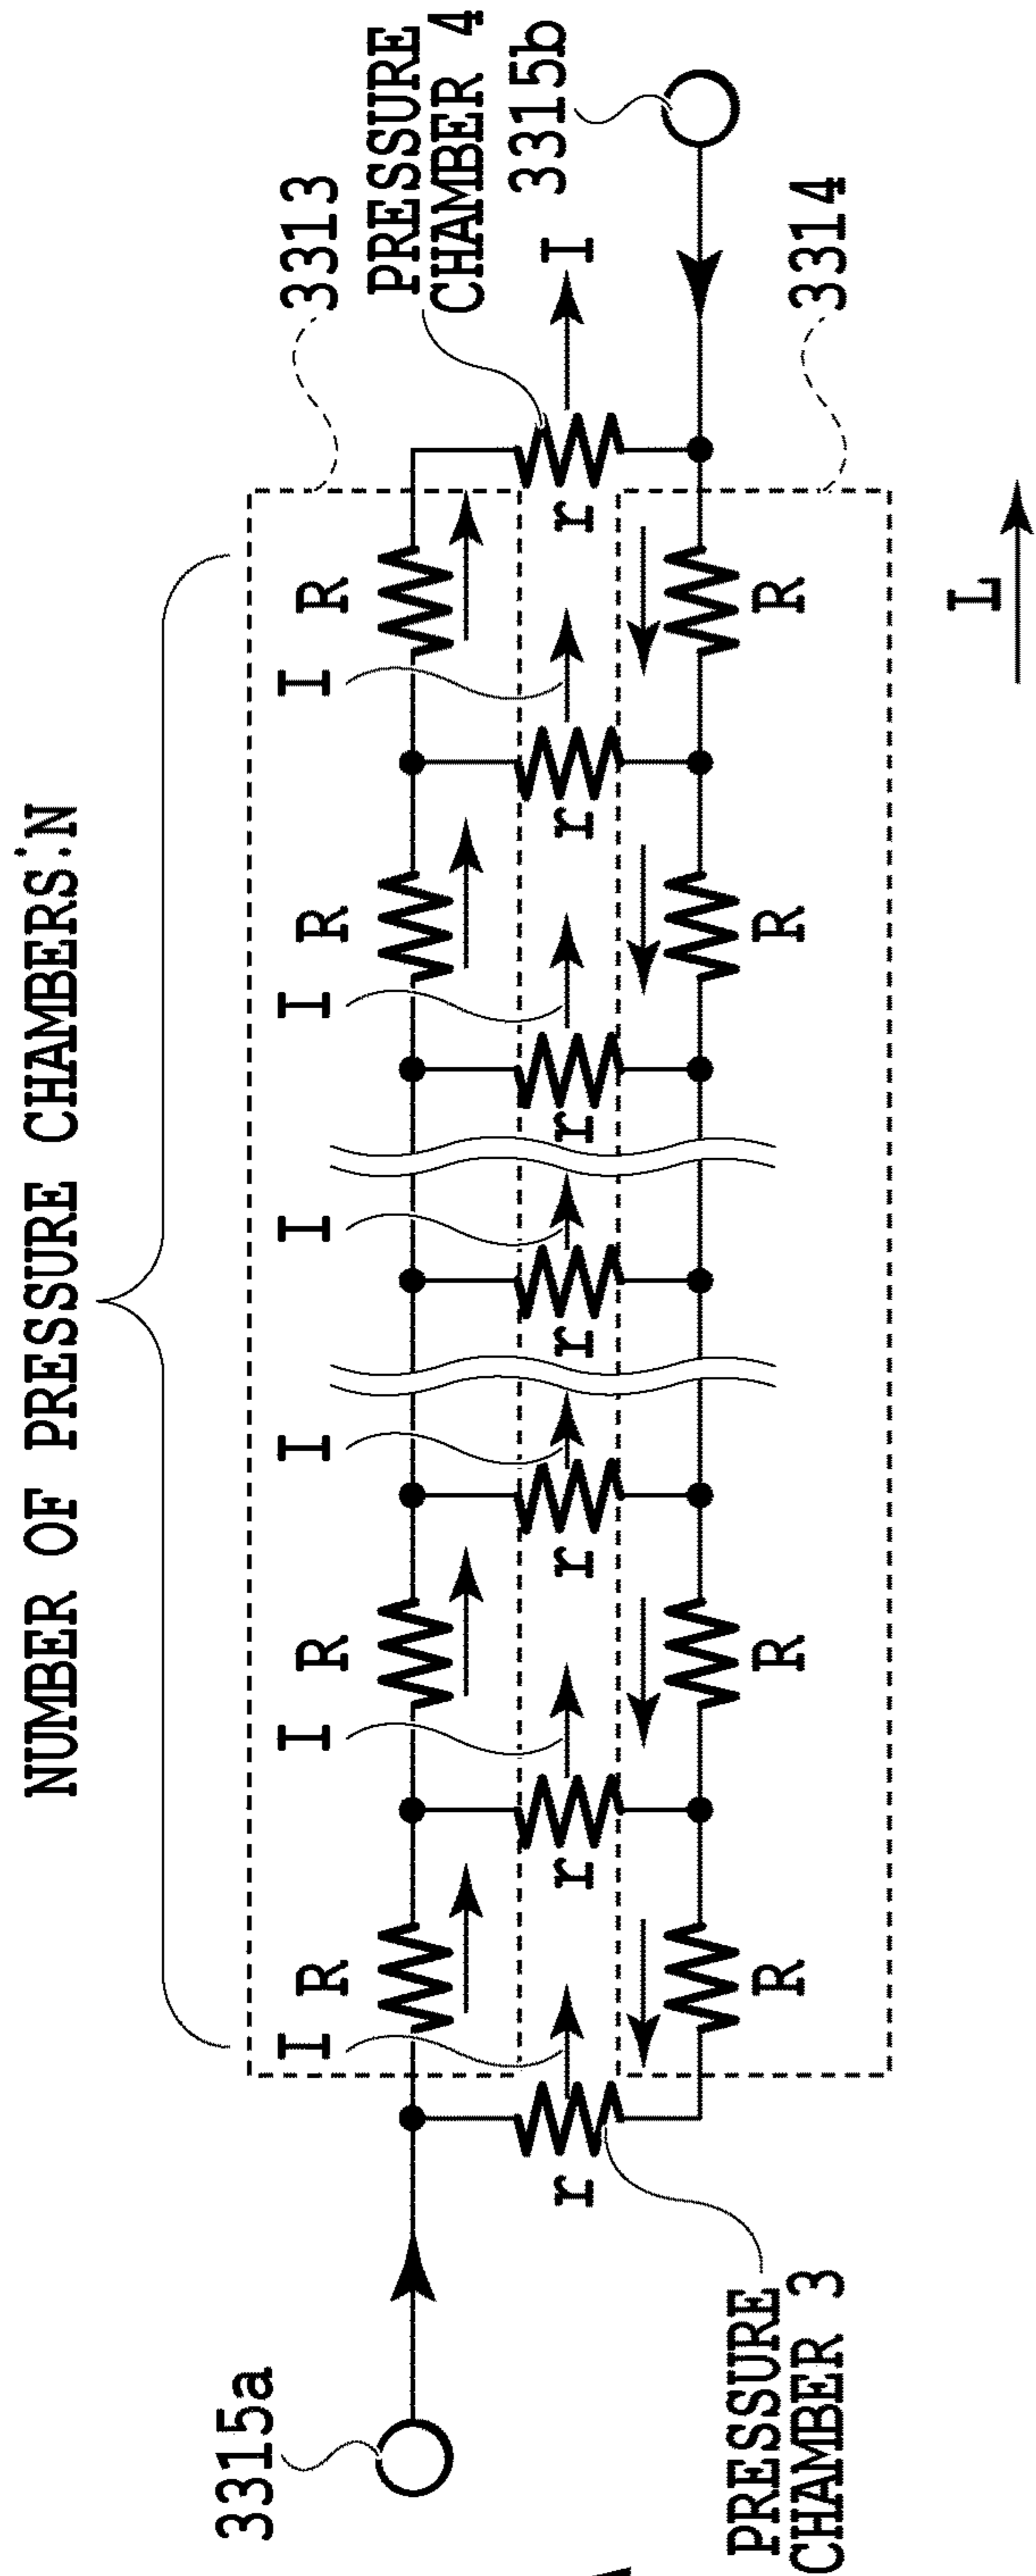 NUMBER OF PRESSURE CHAMBERS:N
3313
PRESSURE
CHAMBER 4
3315b
3315a
I
I
I
I
I
I
I
R
R
R
R
r
r
r
r
r
r
r
R
R
R
R
3314
PRESSURE
CHAMBER 3
L